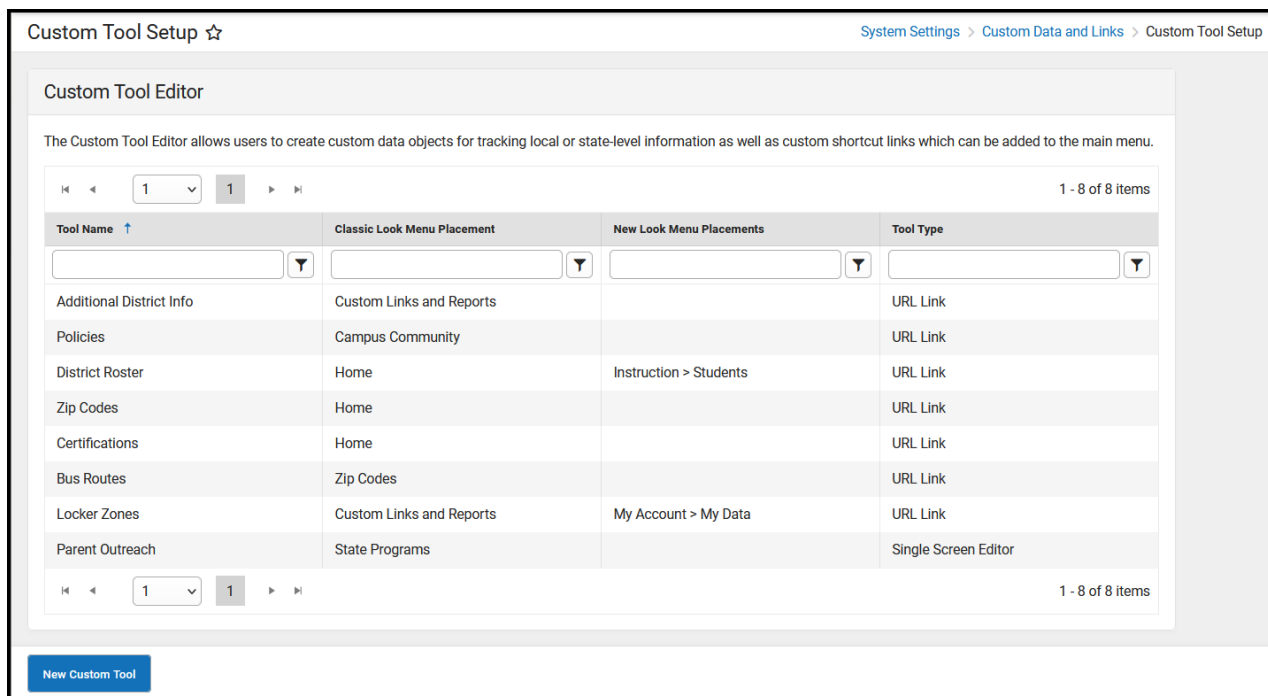 Custom Tool Setup
System Settings > Custom Data and Links > Custom Tool Setup
Custom Tool Editor
The Custom Tool Editor allows users to create custom data objects for tracking local or state-level information as well as custom shortcut links which can be added to the main menu.
1 1 1 - 8 of 8 items
Tool Name ↑ Classic Look Menu Placement New Look Menu Placements Tool Type
Additional District Info Custom Links and Reports URL Link
Policies Campus Community URL Link
District Roster Home Instruction > Students URL Link
Zip Codes Home URL Link
Certifications Home URL Link
Bus Routes Zip Codes URL Link
Locker Zones Custom Links and Reports My Account > My Data URL Link
Parent Outreach State Programs Single Screen Editor
1 1 1 - 8 of 8 items
New Custom Tool